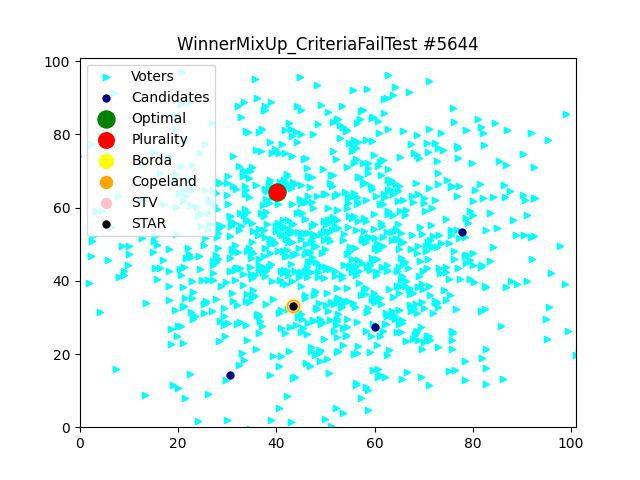 WinnerMixUp_CriteriaFailTest #5644
Voters
Candidates
Optimal
Plurality
Borda
Copeland
STV
STAR
100
80
60
40
20
0
0 20 40 60 80 100